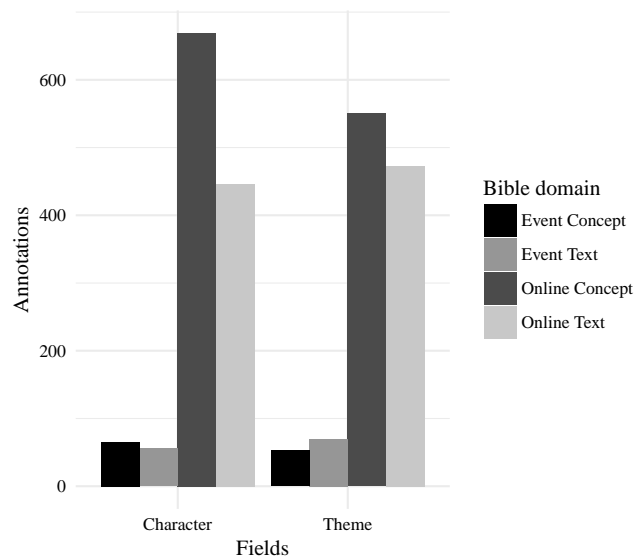 600
400
200
0
Annotations
Character
Theme
Fields
Bible domain
Event Concept
Event Text
Online Concept
Online Text